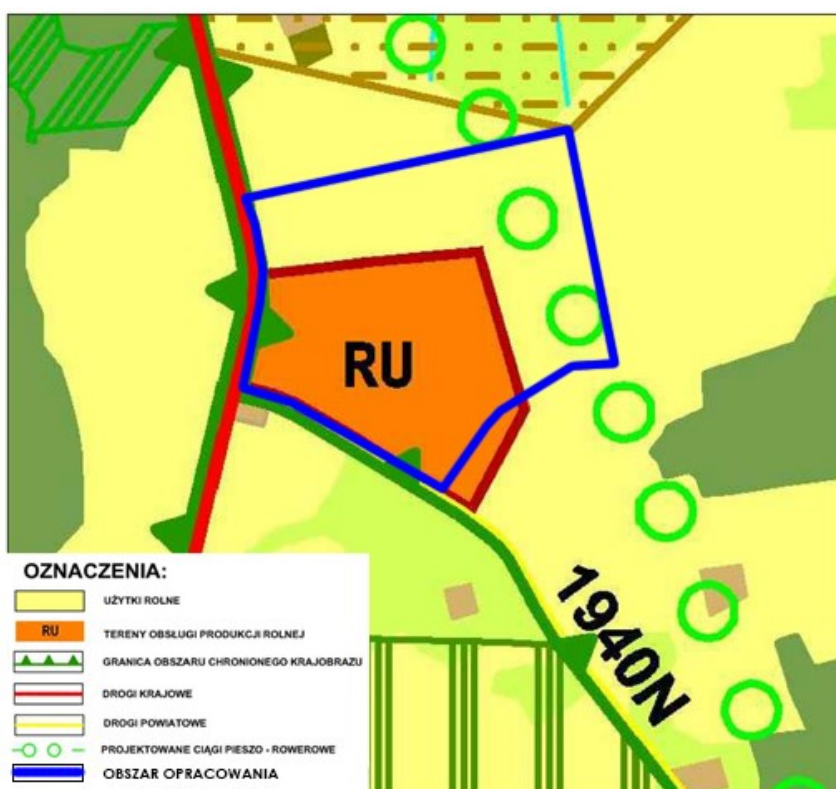 RU
1940N
OZNACZENIA:
UŻYTKI ROLNE
RU TERENY OBSŁUGI PRODUKCJI ROLNEJ
GRANICA OBSZARU CHRONIONEGO KRAJOBRAZU
DROGI KRAJOWE
DROGI POWIATOWE
PROJEKTOWANE CIĄGI PIESZO - ROWEROWE
OBSZAR OPRACOWANIA